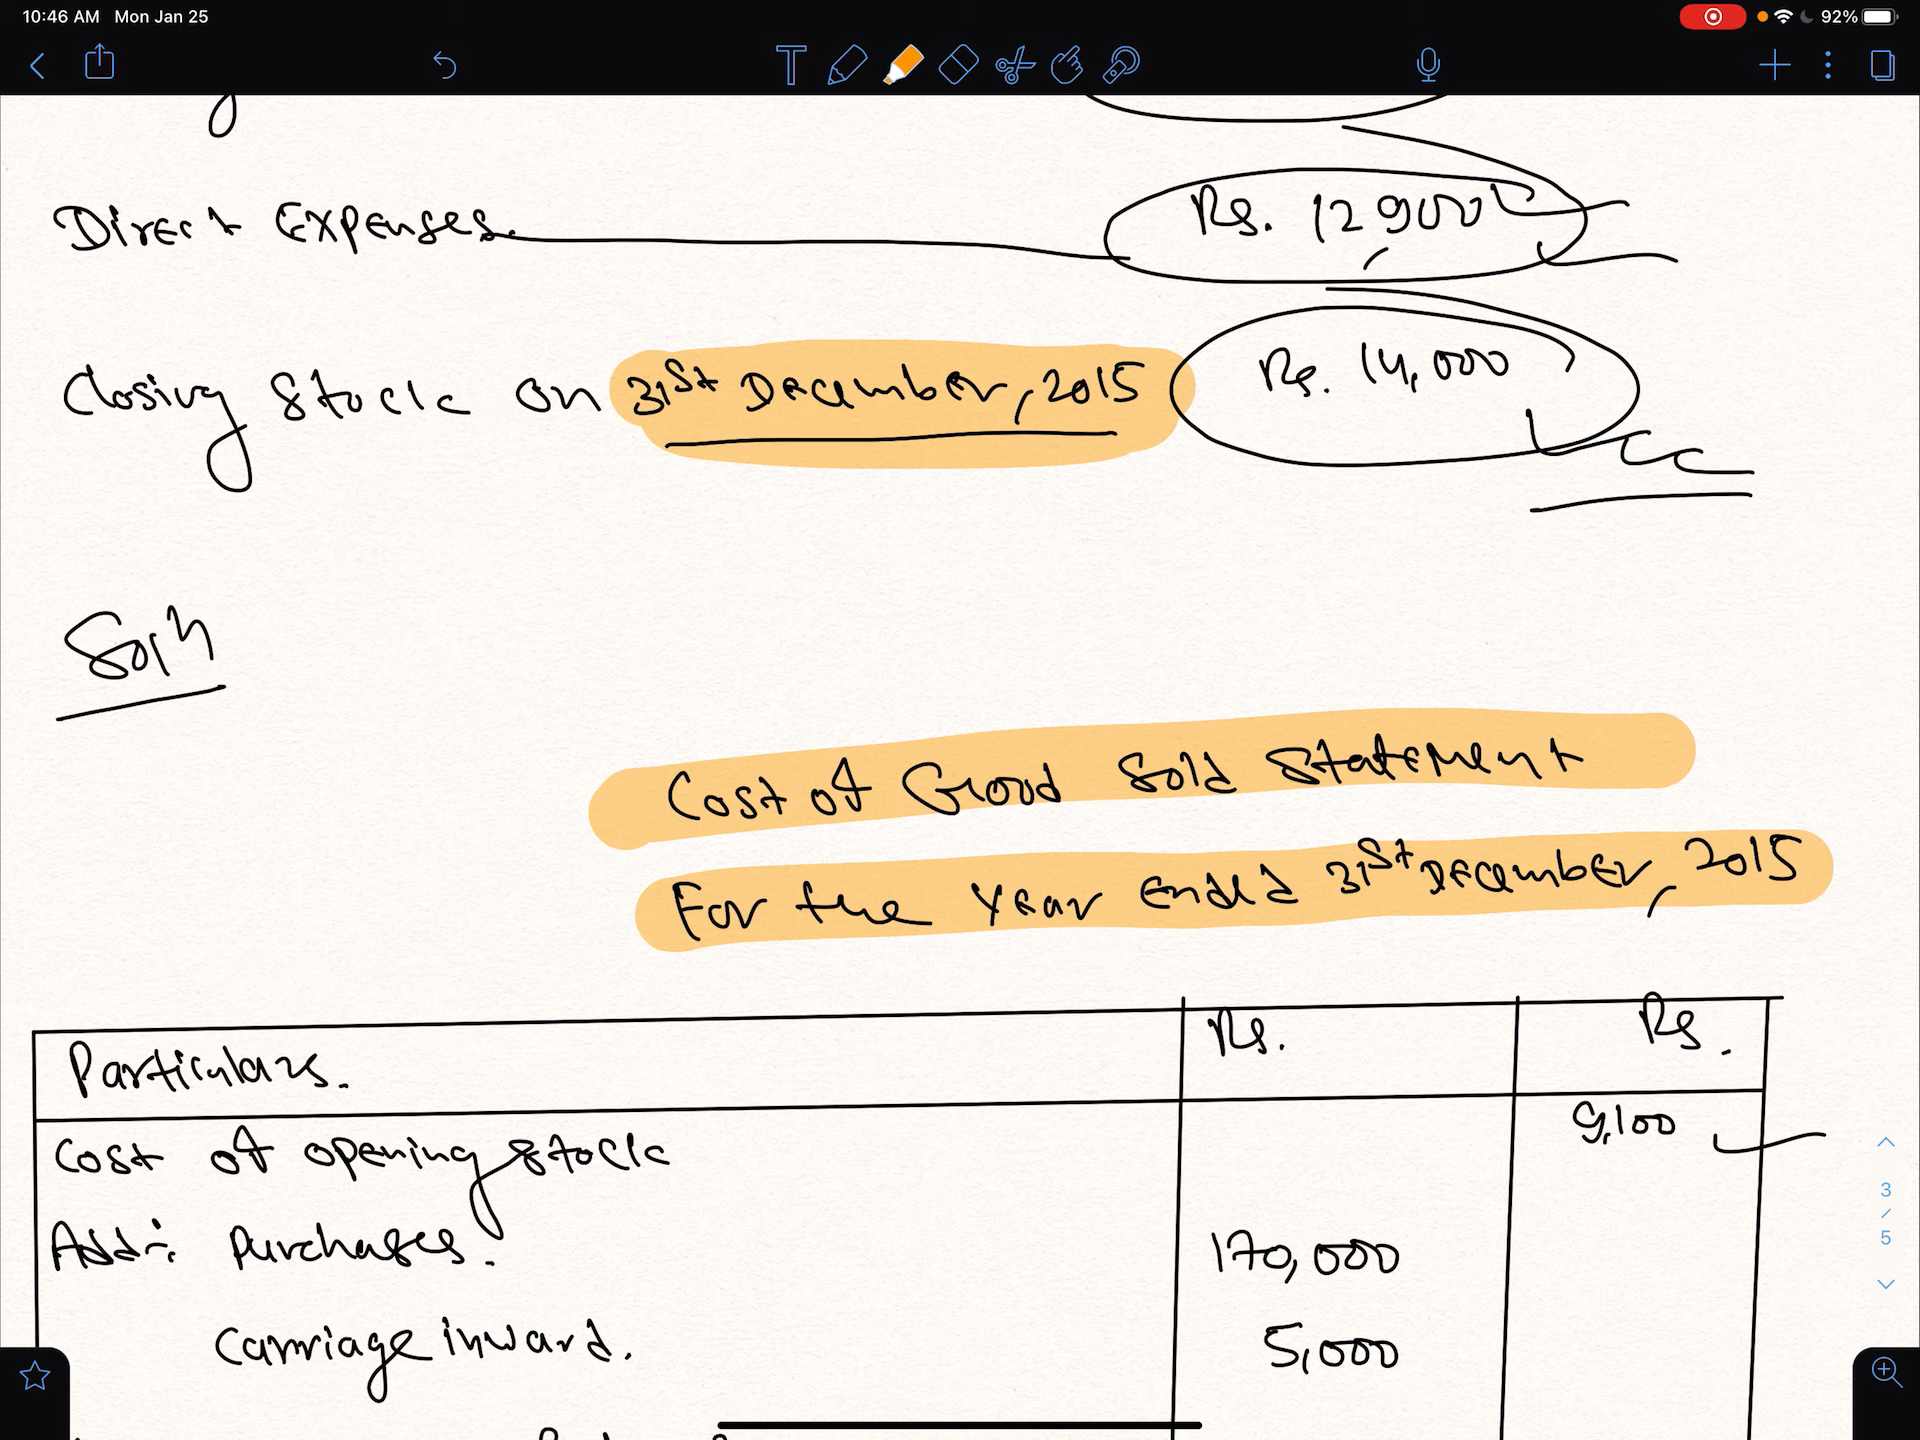 10:46 AM Mon Jan 25
92%
Direct Expenses. Rs. 12,900
Closing Stock on 31st December, 2015 Rs. 14,000
Soln
Cost of Good Sold Statement
For the Year Ended 31st December, 2015
Particulars. Rs. Rs.
Cost of opening stock 9,100
Add:- Purchases. 170,000
Carriage inward. 5,000
3
/
5